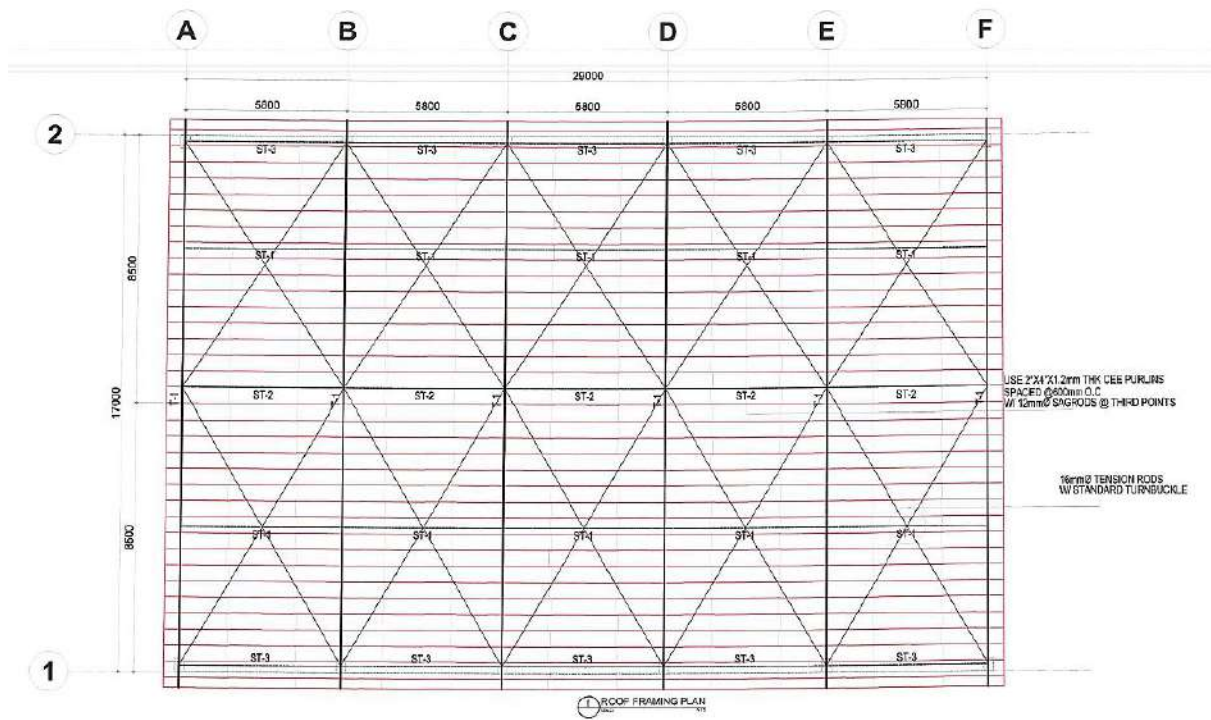 A B C D E F
29000
5800 5800 5800 5800 5800
2
ST-3 ST-3 ST-3 ST-3 ST-3
ST-1 ST-1 ST-1 ST-1 ST-1
8500
17000
ST-2 ST-2 ST-2 ST-2 ST-2
T-1 T-1 T-1 T-1 T-1 T-1
USE 2"X4"X1.2mm THK CEE PURLINS
SPACED @600mm O.C
W/ 12mmØ SAGRODS @ THIRD POINTS
16mmØ TENSION RODS
W/ STANDARD TURNBUCKLE
8500
ST-1 ST-1 ST-1 ST-1 ST-1
ST-3 ST-3 ST-3 ST-3 ST-3
1
ROOF FRAMING PLAN